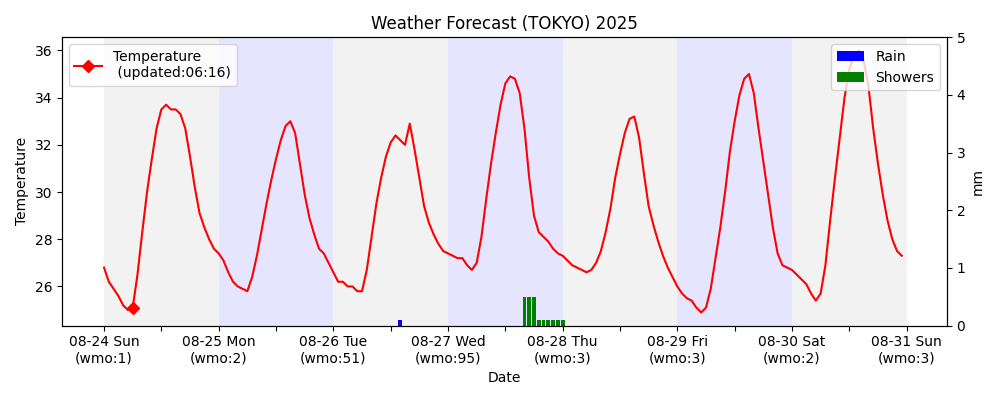 Weather Forecast (TOKYO) 2025
Temperature
(updated:06:16)
Rain
Showers
36
34
32
30
28
26
Temperature
5
4
3
2
1
0
mm
08-24 Sun
(wmo:1)
08-25 Mon
(wmo:2)
08-26 Tue
(wmo:51)
08-27 Wed
(wmo:95)
08-28 Thu
(wmo:3)
08-29 Fri
(wmo:3)
08-30 Sat
(wmo:2)
08-31 Sun
(wmo:3)
Date